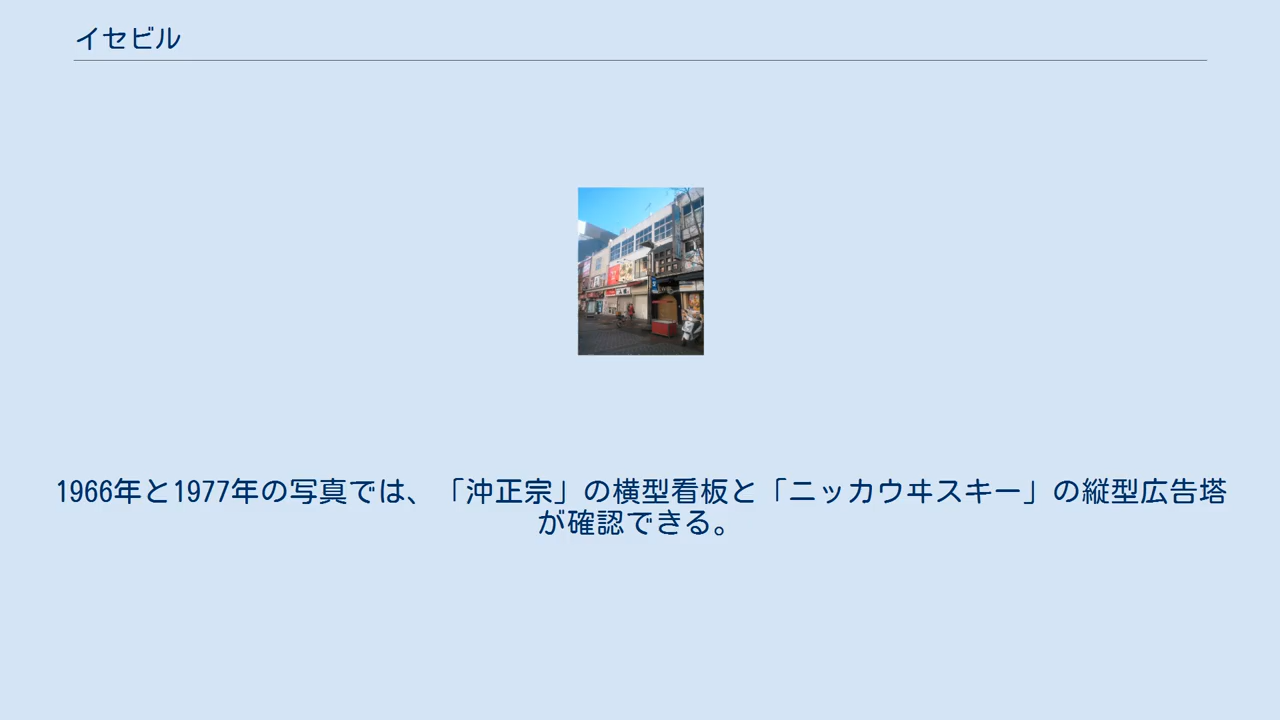 イセビル
1966年と1977年の写真では、「沖正宗」の横型看板と「ニッカウヰスキー」の縦型広告塔
が確認できる。